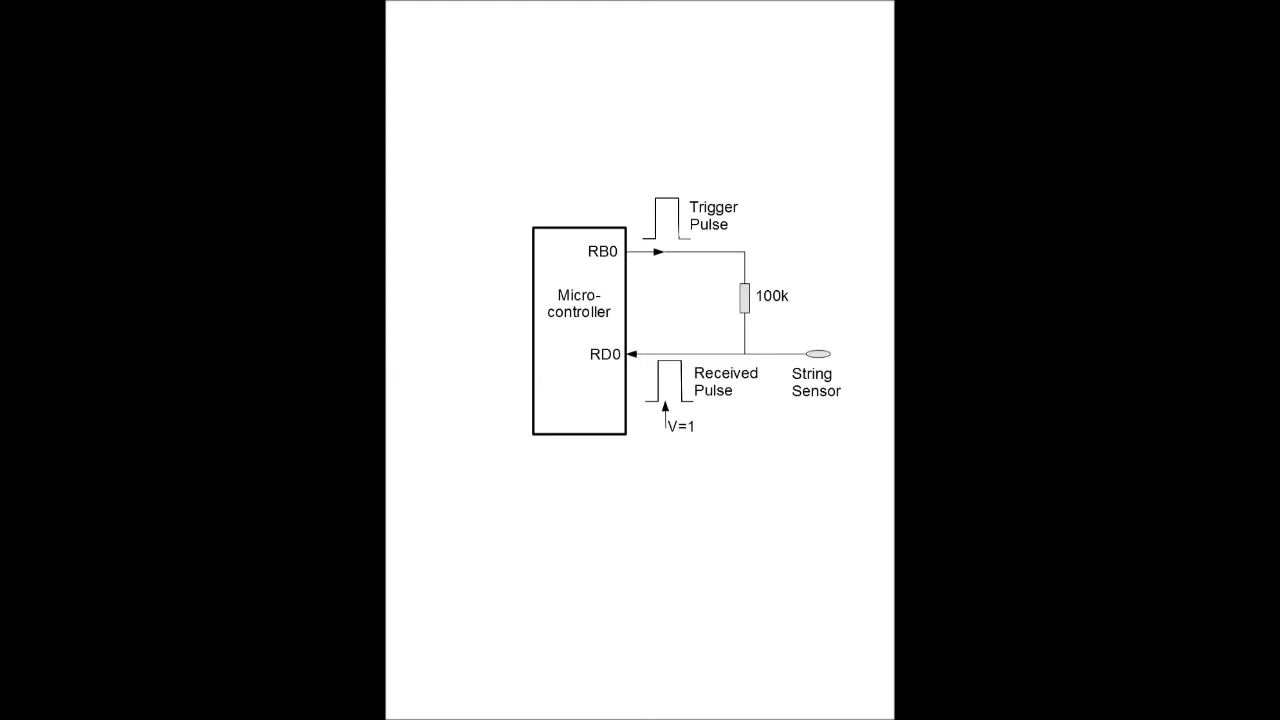 Trigger
Pulse
RB0
Micro-
controller
100k
RD0
Received
Pulse
String
Sensor
V=1